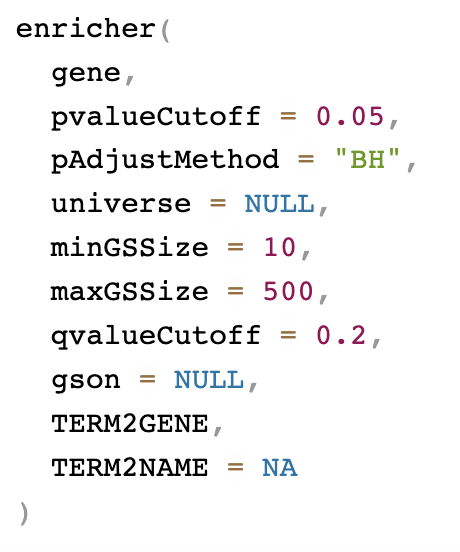 enricher(
  gene,
  pvalueCutoff = 0.05,
  pAdjustMethod = "BH",
  universe = NULL,
  minGSSize = 10,
  maxGSSize = 500,
  qvalueCutoff = 0.2,
  gson = NULL,
  TERM2GENE,
  TERM2NAME = NA
)